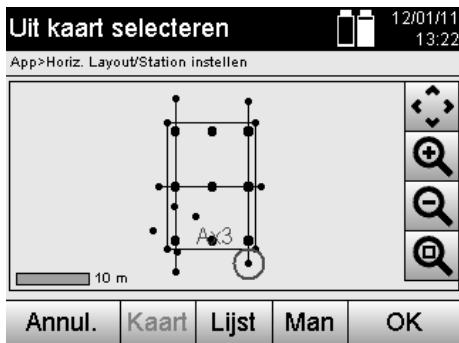 Uit kaart selecteren
12/01/11
13:22
App>Horiz. Layout/Station instellen
Ax3
10 m
Annul.
Kaart
Lijst
Man
OK